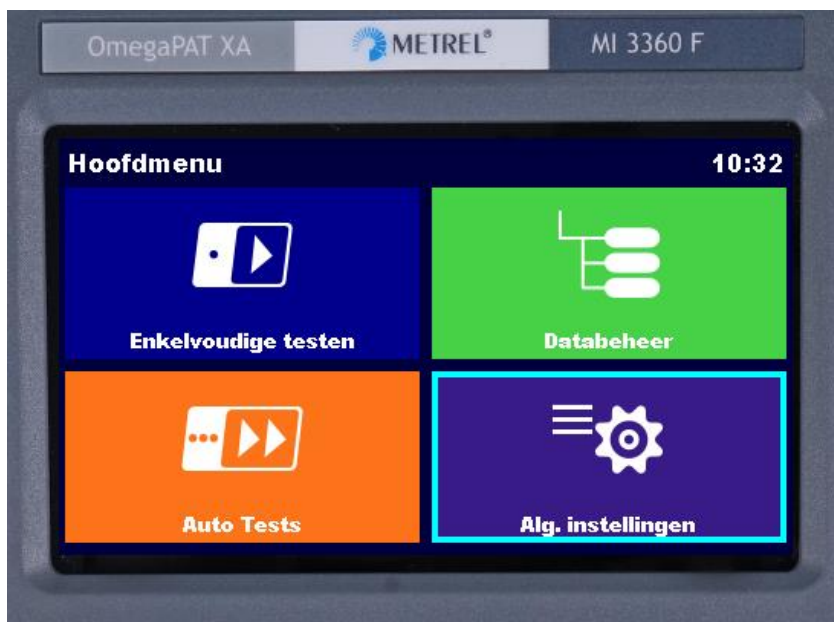 OmegaPAT XA
METREL®
MI 3360 F
Hoofdmenu
10:32
Enkelvoudige testen
Databeheer
Auto Tests
Alg. instellingen